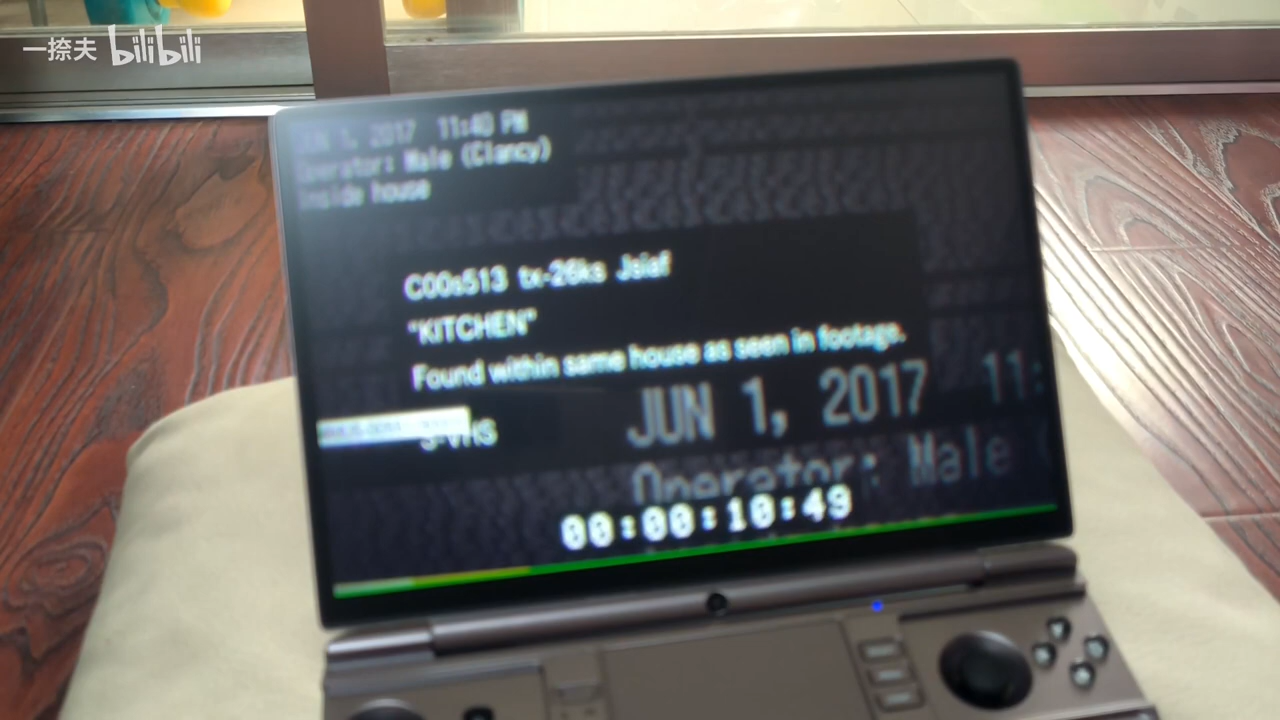 一捺夫 bilibili
JUN 1, 2017 11:40 PM
Operator: Male (Clancy)
Inside house
C00s513 tx-26ks Jsiaf
"KITCHEN"
Found within same house as seen in footage.
S-VHS
JUN 1, 2017 11:
Operator: Male
00:00:10:49